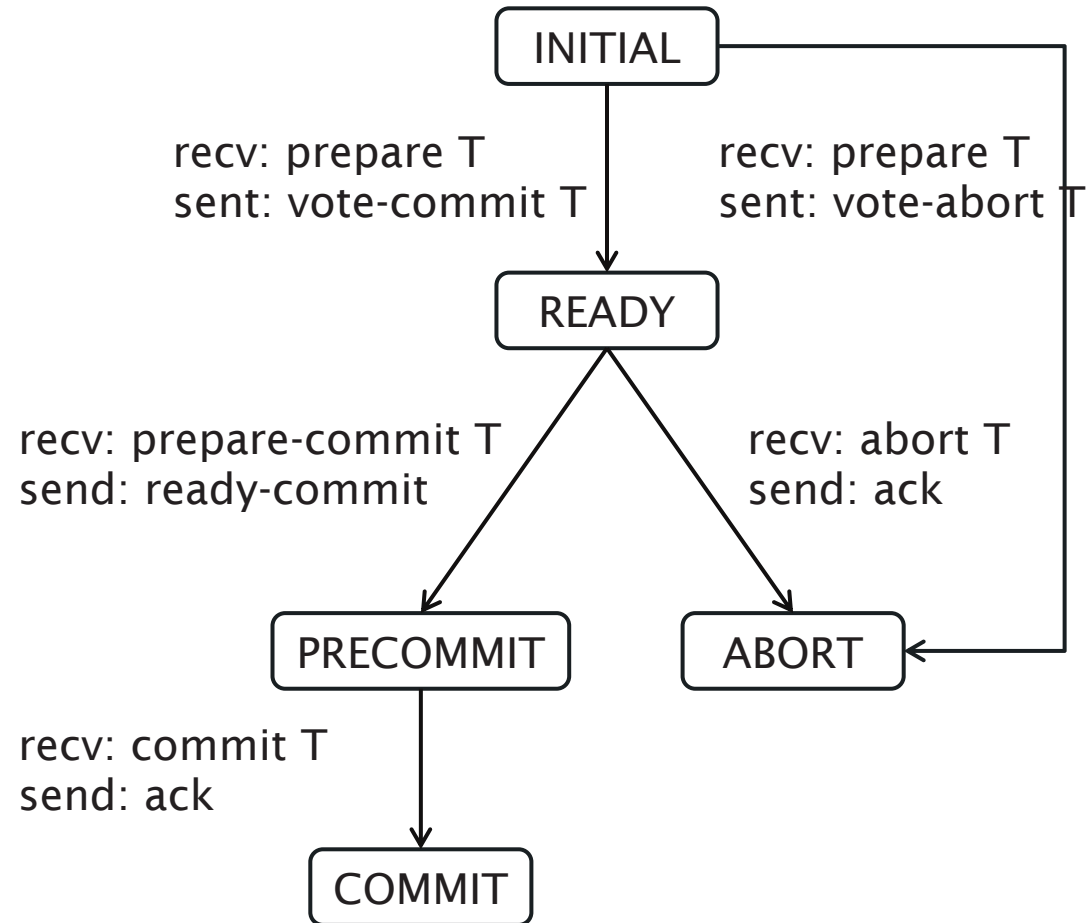 INITIAL
recv: prepare T
sent: vote-commit T
recv: prepare T
sent: vote-abort T
READY
recv: prepare-commit T
send: ready-commit
recv: abort T
send: ack
PRECOMMIT
ABORT
recv: commit T
send: ack
COMMIT